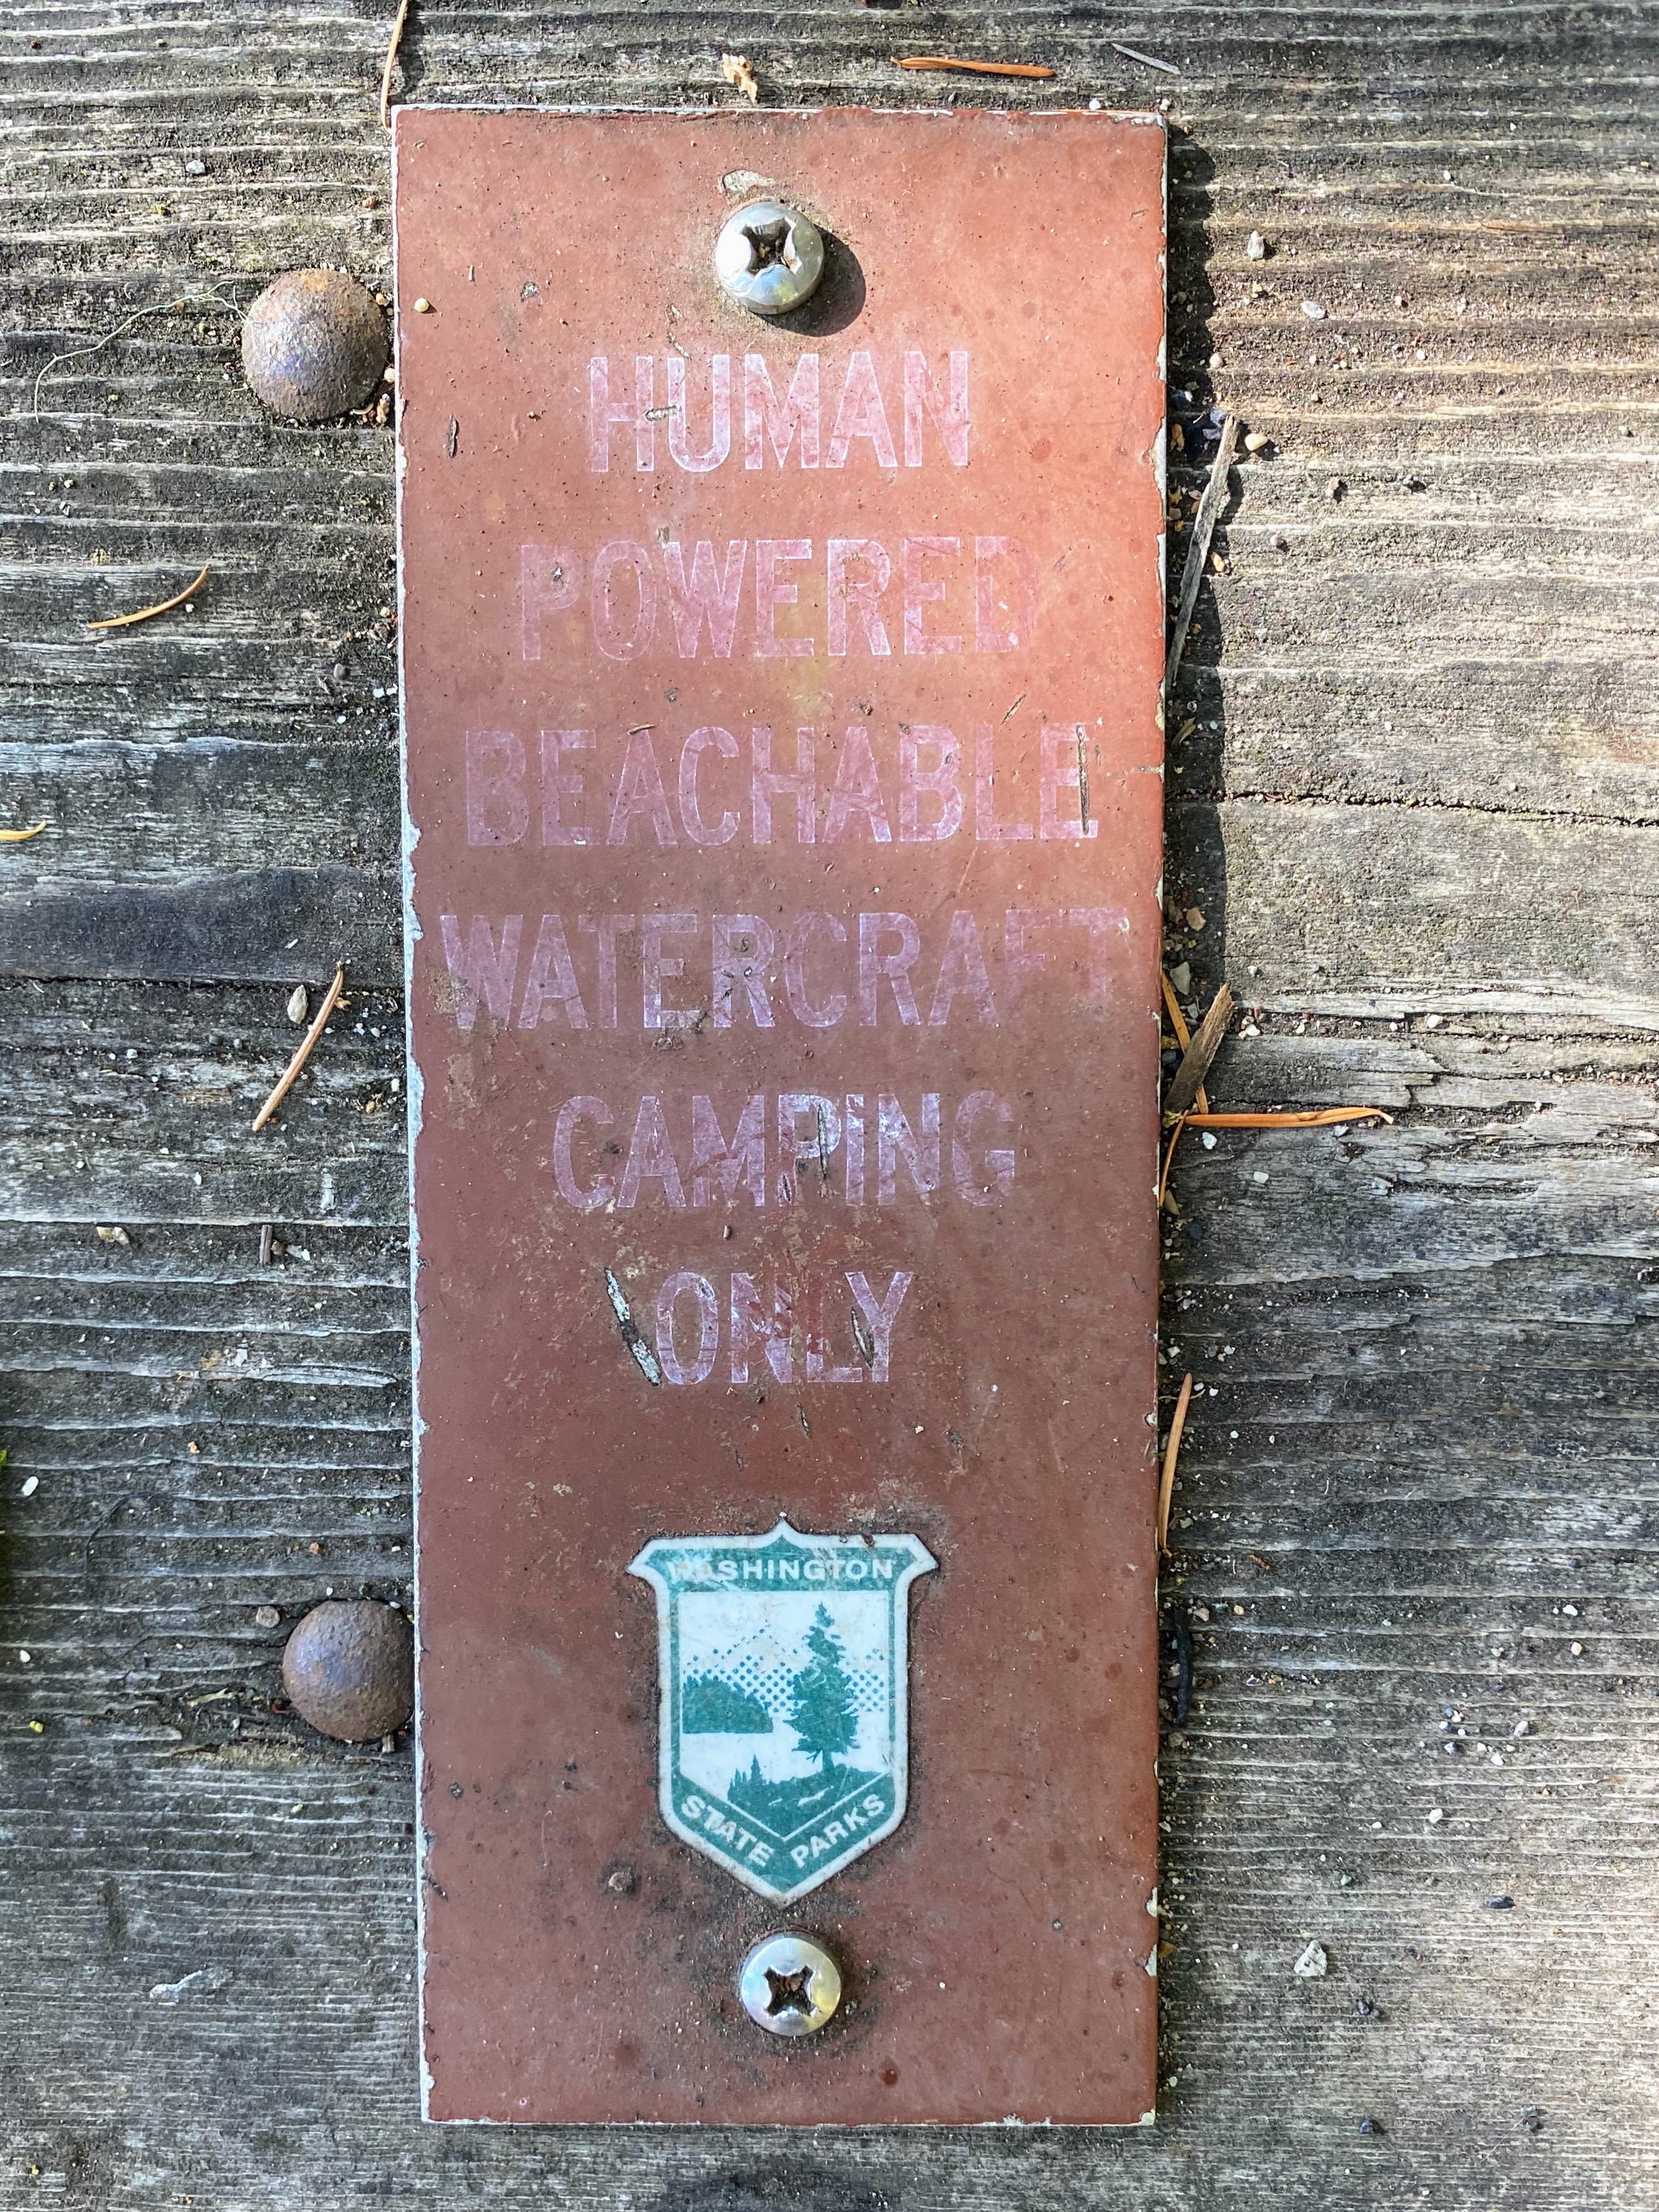 HUMAN
POWERED
BEACHABLE
WATERCRAFT
CAMPING
ONLY
WASHINGTON
STATE PARKS